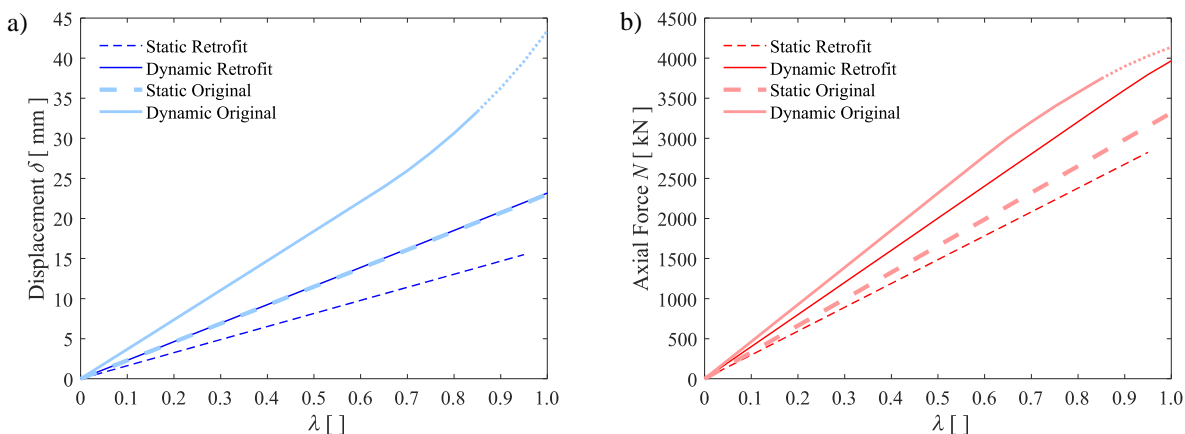 a)
Displacement δ [ mm ]
45
40
35
30
25
20
15
10
5
0
Static Retrofit
Dynamic Retrofit
Static Original
Dynamic Original
0 0.1 0.2 0.3 0.4 0.5 0.6 0.7 0.8 0.9 1.0
λ [ ]
b)
Axial Force N [ kN ]
4500
4000
3500
3000
2500
2000
1500
1000
500
0
Static Retrofit
Dynamic Retrofit
Static Original
Dynamic Original
0 0.1 0.2 0.3 0.4 0.5 0.6 0.7 0.8 0.9 1.0
λ [ ]